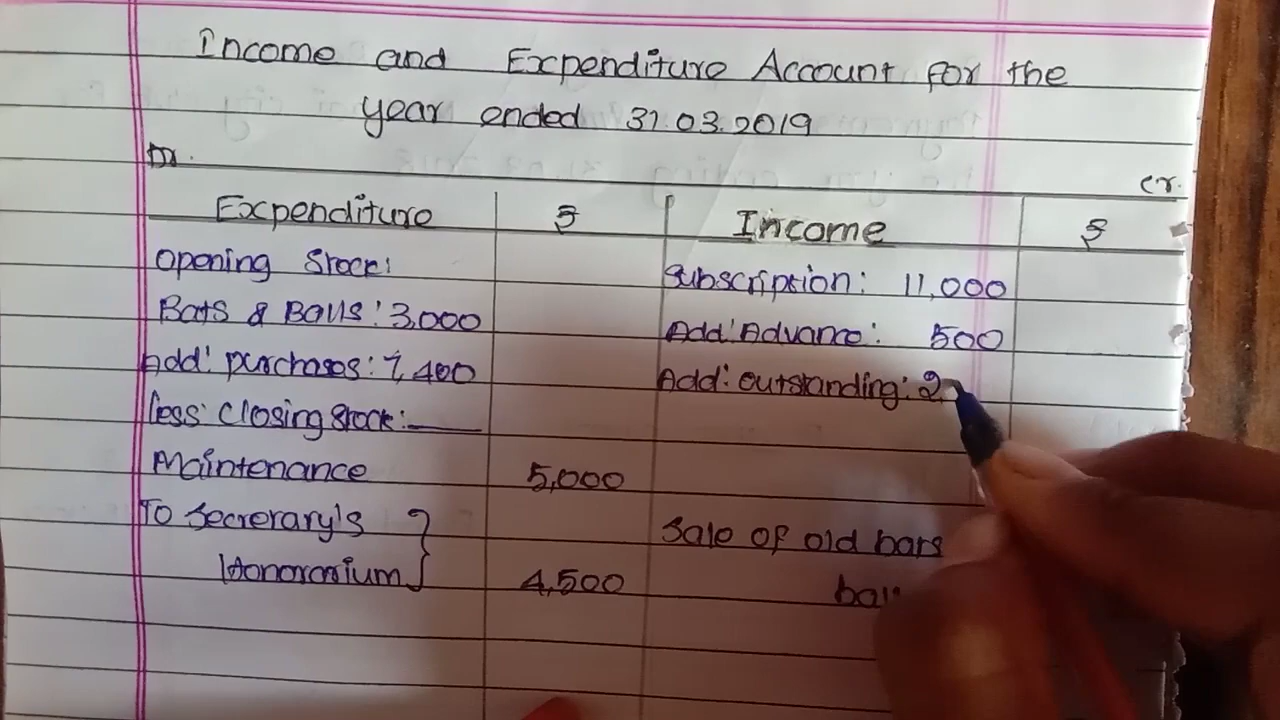 Income and Expenditure Account for the
year ended 31.03.2019
Dr.
Cr.
Expenditure ₹ Income ₹
Opening Stock:
Subscription: 11,000
Bats & Balls: 3,000
Add: Advance: 500
Add: purchases: 7,400
Add: outstanding: 2
less: Closing Stock:
Maintenance 5,000
To Secrerary's
Sale of old bats
Honorarium 4,500